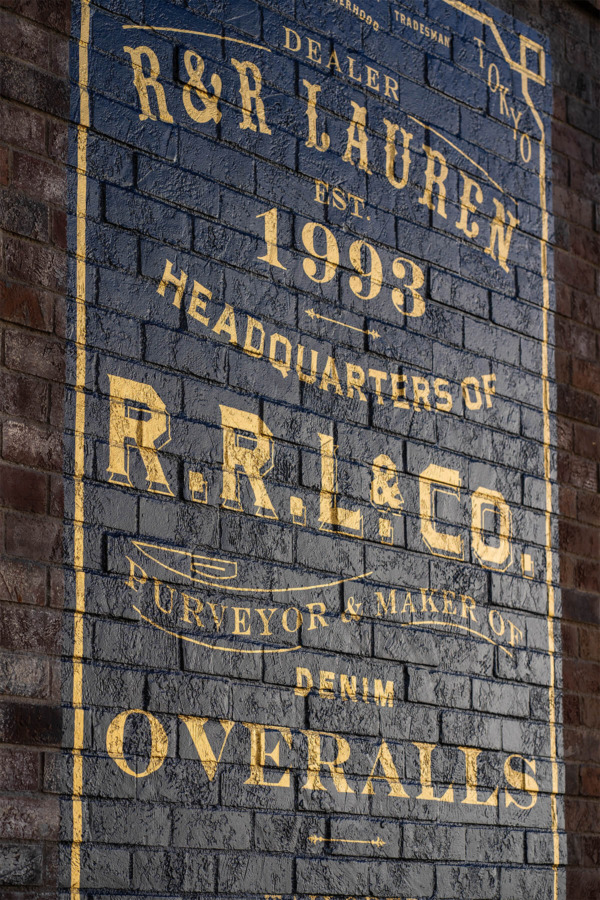 TRADESMAN
TOKYO
DEALER
R&R LAUREN
EST.
1993
HEADQUARTERS OF
R.R.L. & CO.
PURVEYOR & MAKER OF
DENIM
OVERALLS